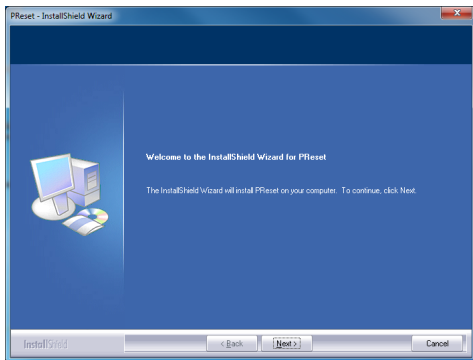 PReset - InstallShield Wizard
Welcome to the InstallShield Wizard for PReset
The InstallShield Wizard will install PReset on your computer. To continue, click Next.
InstallShield
< Back
Next >
Cancel